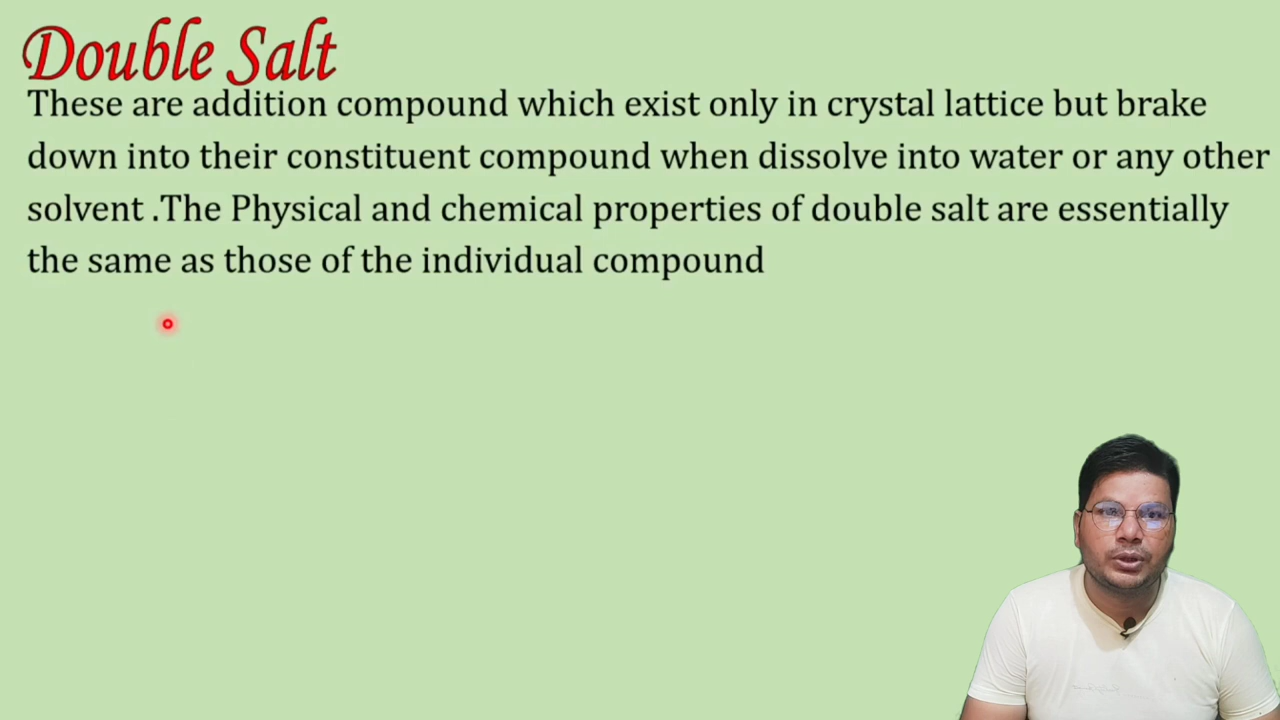 Double Salt
These are addition compound which exist only in crystal lattice but brake
down into their constituent compound when dissolve into water or any other
solvent .The Physical and chemical properties of double salt are essentially
the same as those of the individual compound